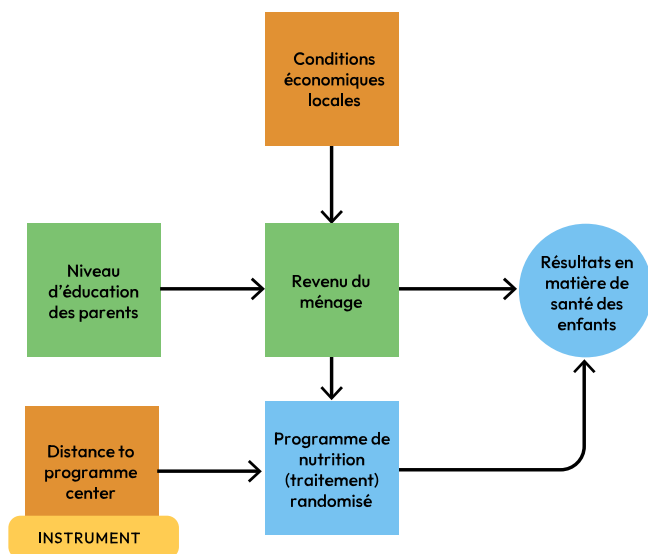 Conditions
économiques
locales
Niveau
d'éducation
des parents
Revenu du
ménage
Résultats en
matière de
santé des
enfants
Distance to
programme
center
INSTRUMENT
Programme de
nutrition
(traitement)
randomisé